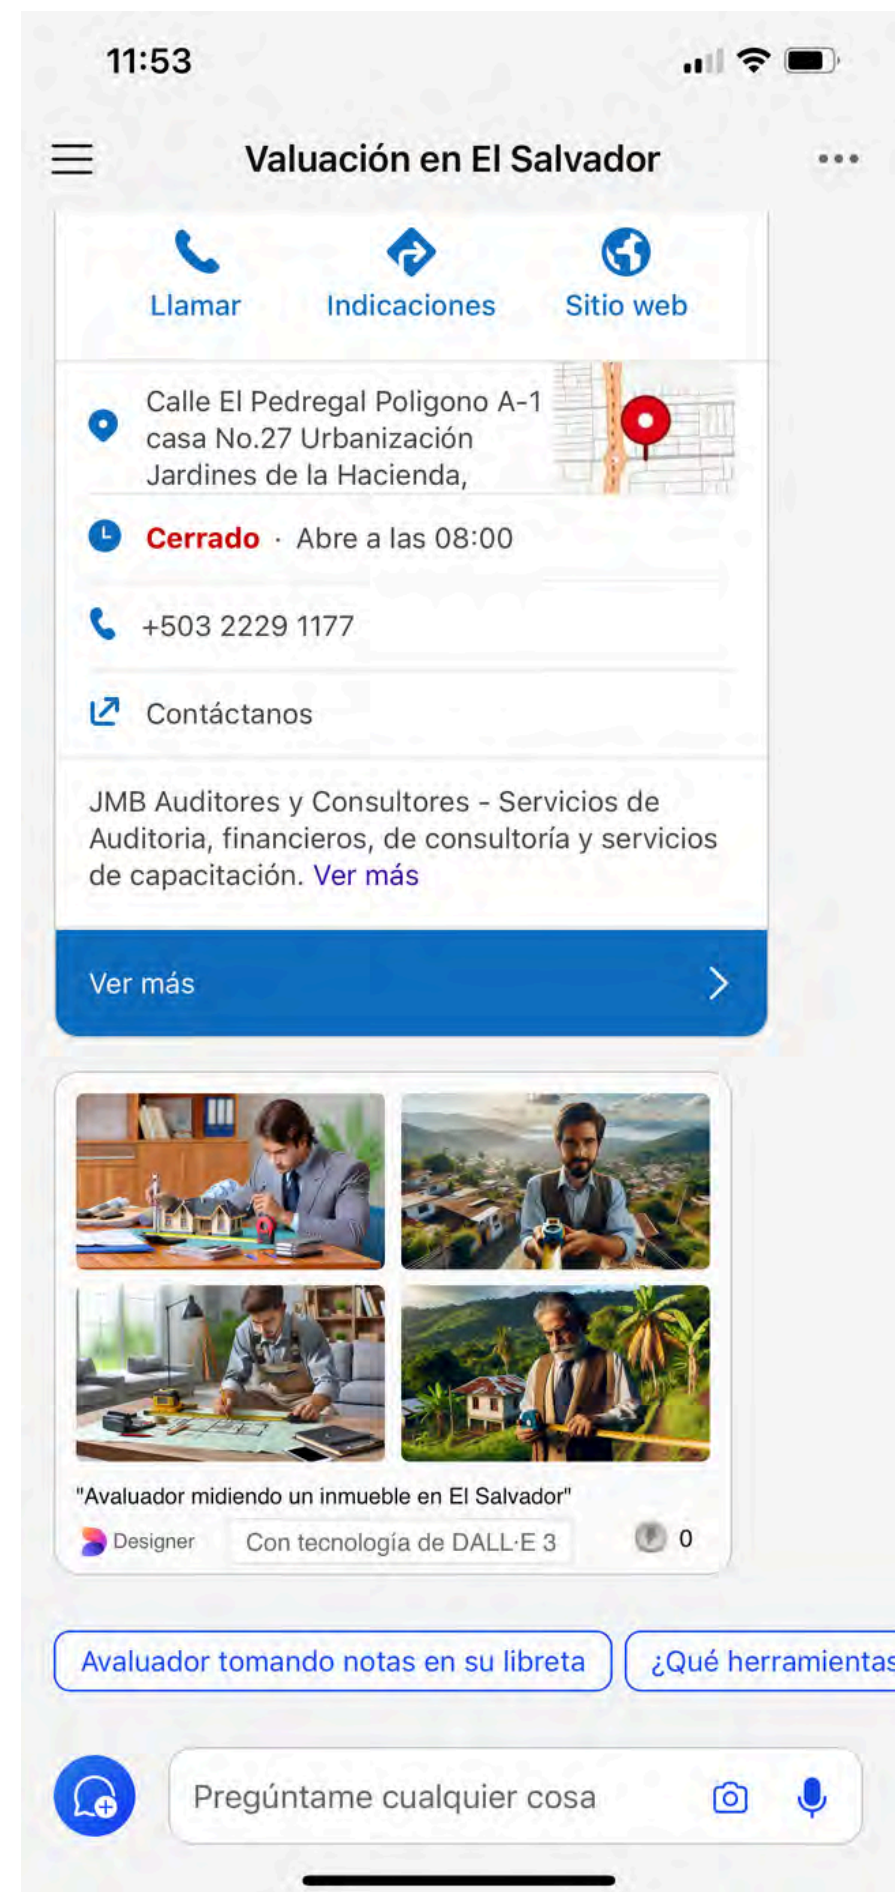 11:53
Valuación en El Salvador
Llamar
Indicaciones
Sitio web
Calle El Pedregal Poligono A-1
casa No.27 Urbanización
Jardines de la Hacienda,
Cerrado · Abre a las 08:00
+503 2229 1177
Contáctanos
JMB Auditores y Consultores - Servicios de
Auditoria, financieros, de consultoría y servicios
de capacitación. Ver más
Ver más
"Avaluador midiendo un inmueble en El Salvador"
Designer
Con tecnología de DALL·E 3
0
Avaluador tomando notas en su libreta
¿Qué herramientas
Pregúntame cualquier cosa